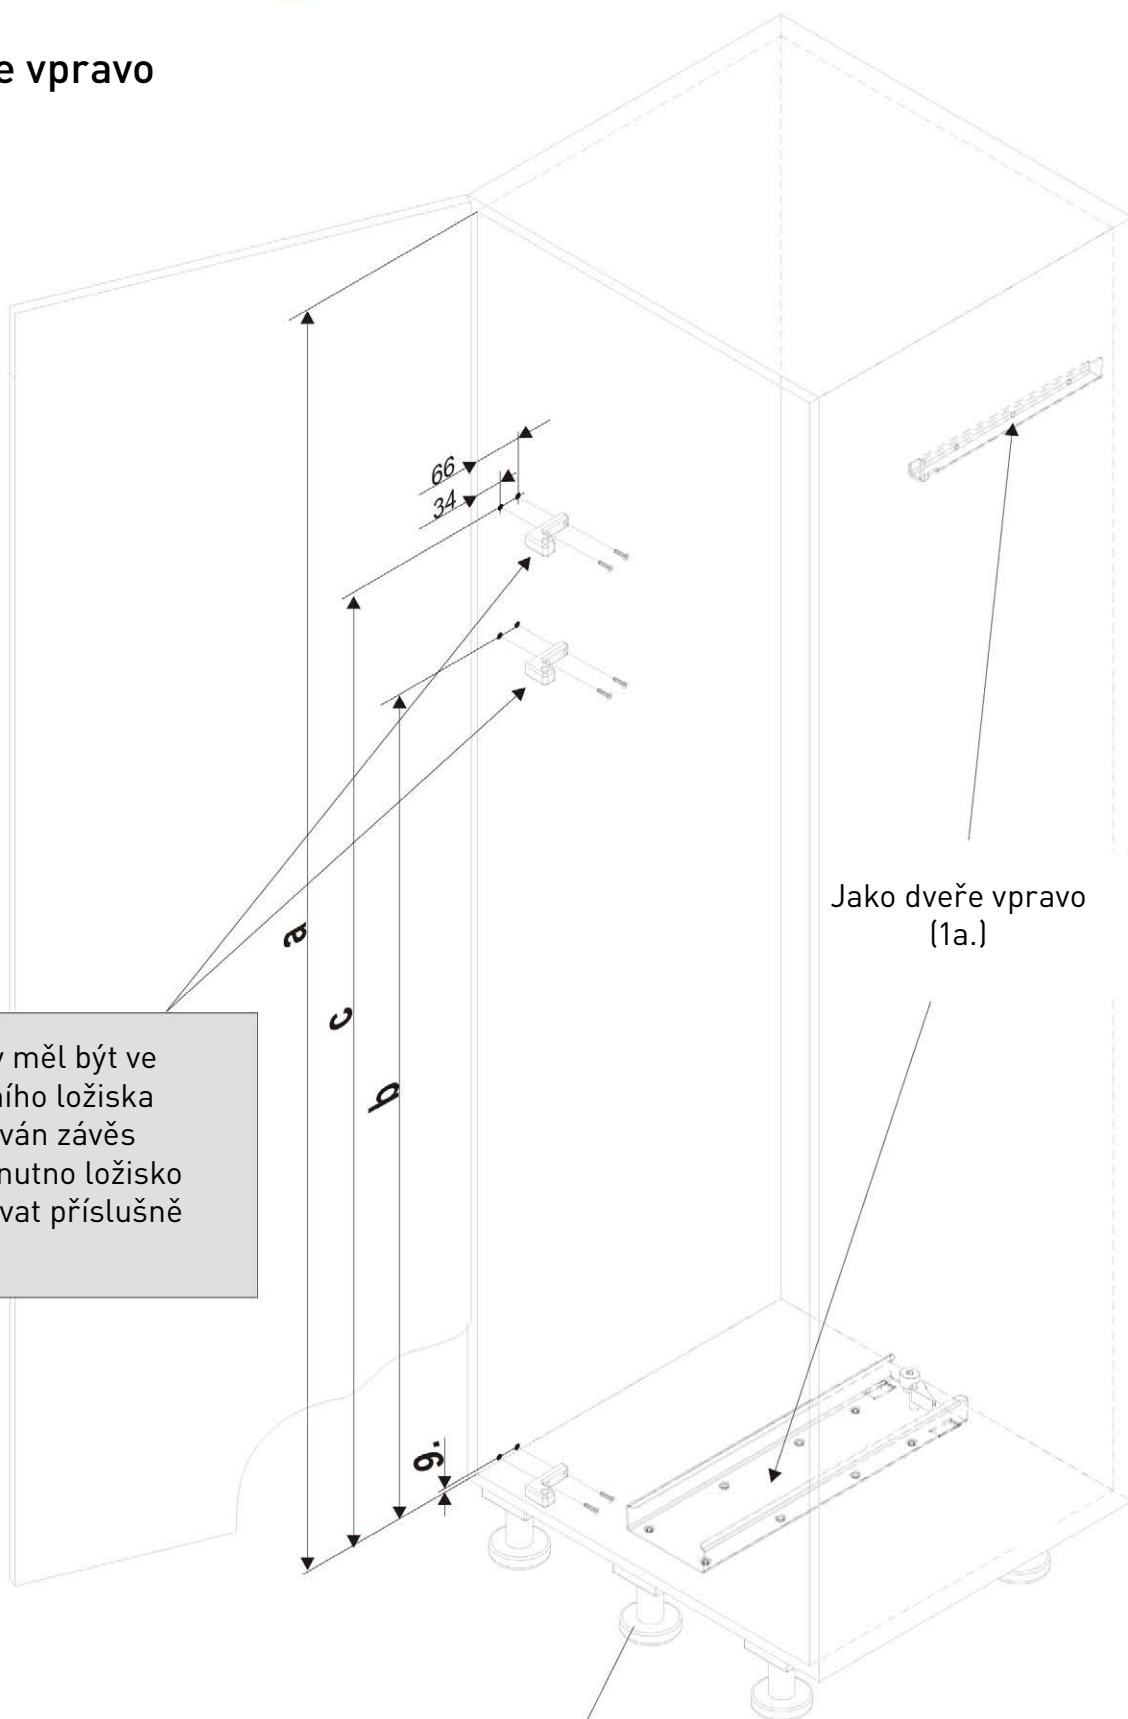 e vpravo
66
34
a
c
b
9.
Jako dveře vpravo
(1a.)
měl být ve
ního ložiska
ván závěs
nutno ložisko
vat příslušně